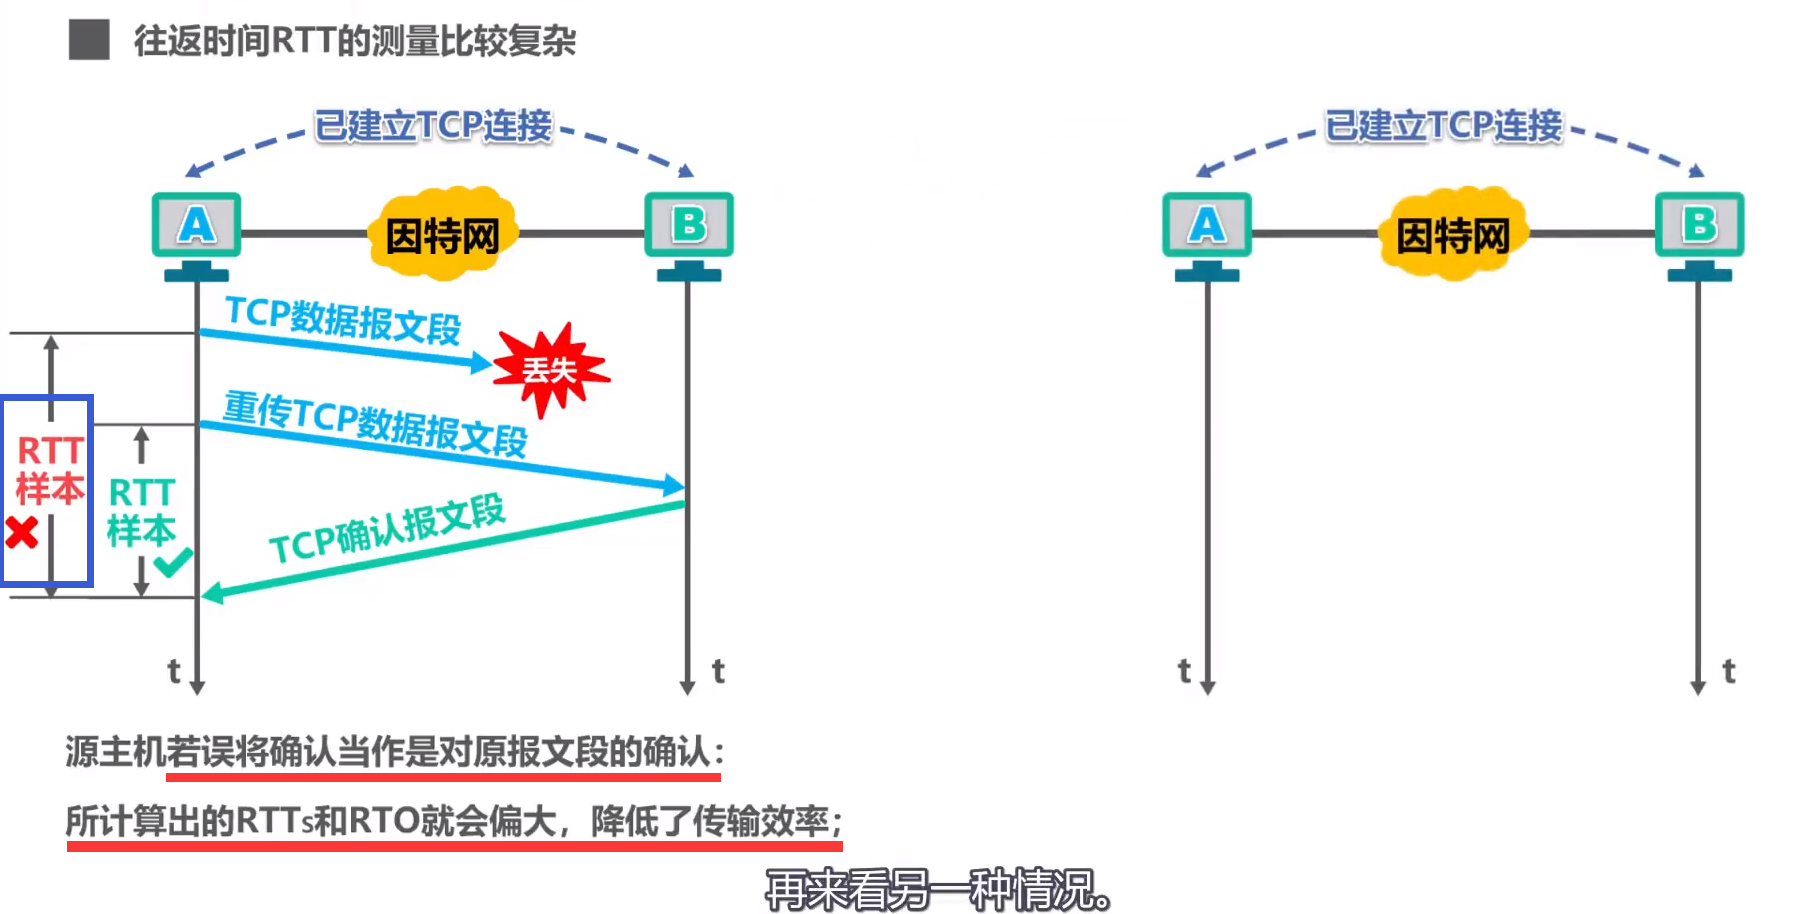 往返时间RTT的测量比较复杂
已建立TCP连接
A
因特网
B
TCP数据报文段
丢失
重传TCP数据报文段
RTT
样本
RTT
样本
TCP确认报文段
t
t
已建立TCP连接
A
因特网
B
t
t
源主机若误将确认当作是对原报文段的确认：
所计算出的RTTs和RTO就会偏大，降低了传输效率；
再来看另一种情况。